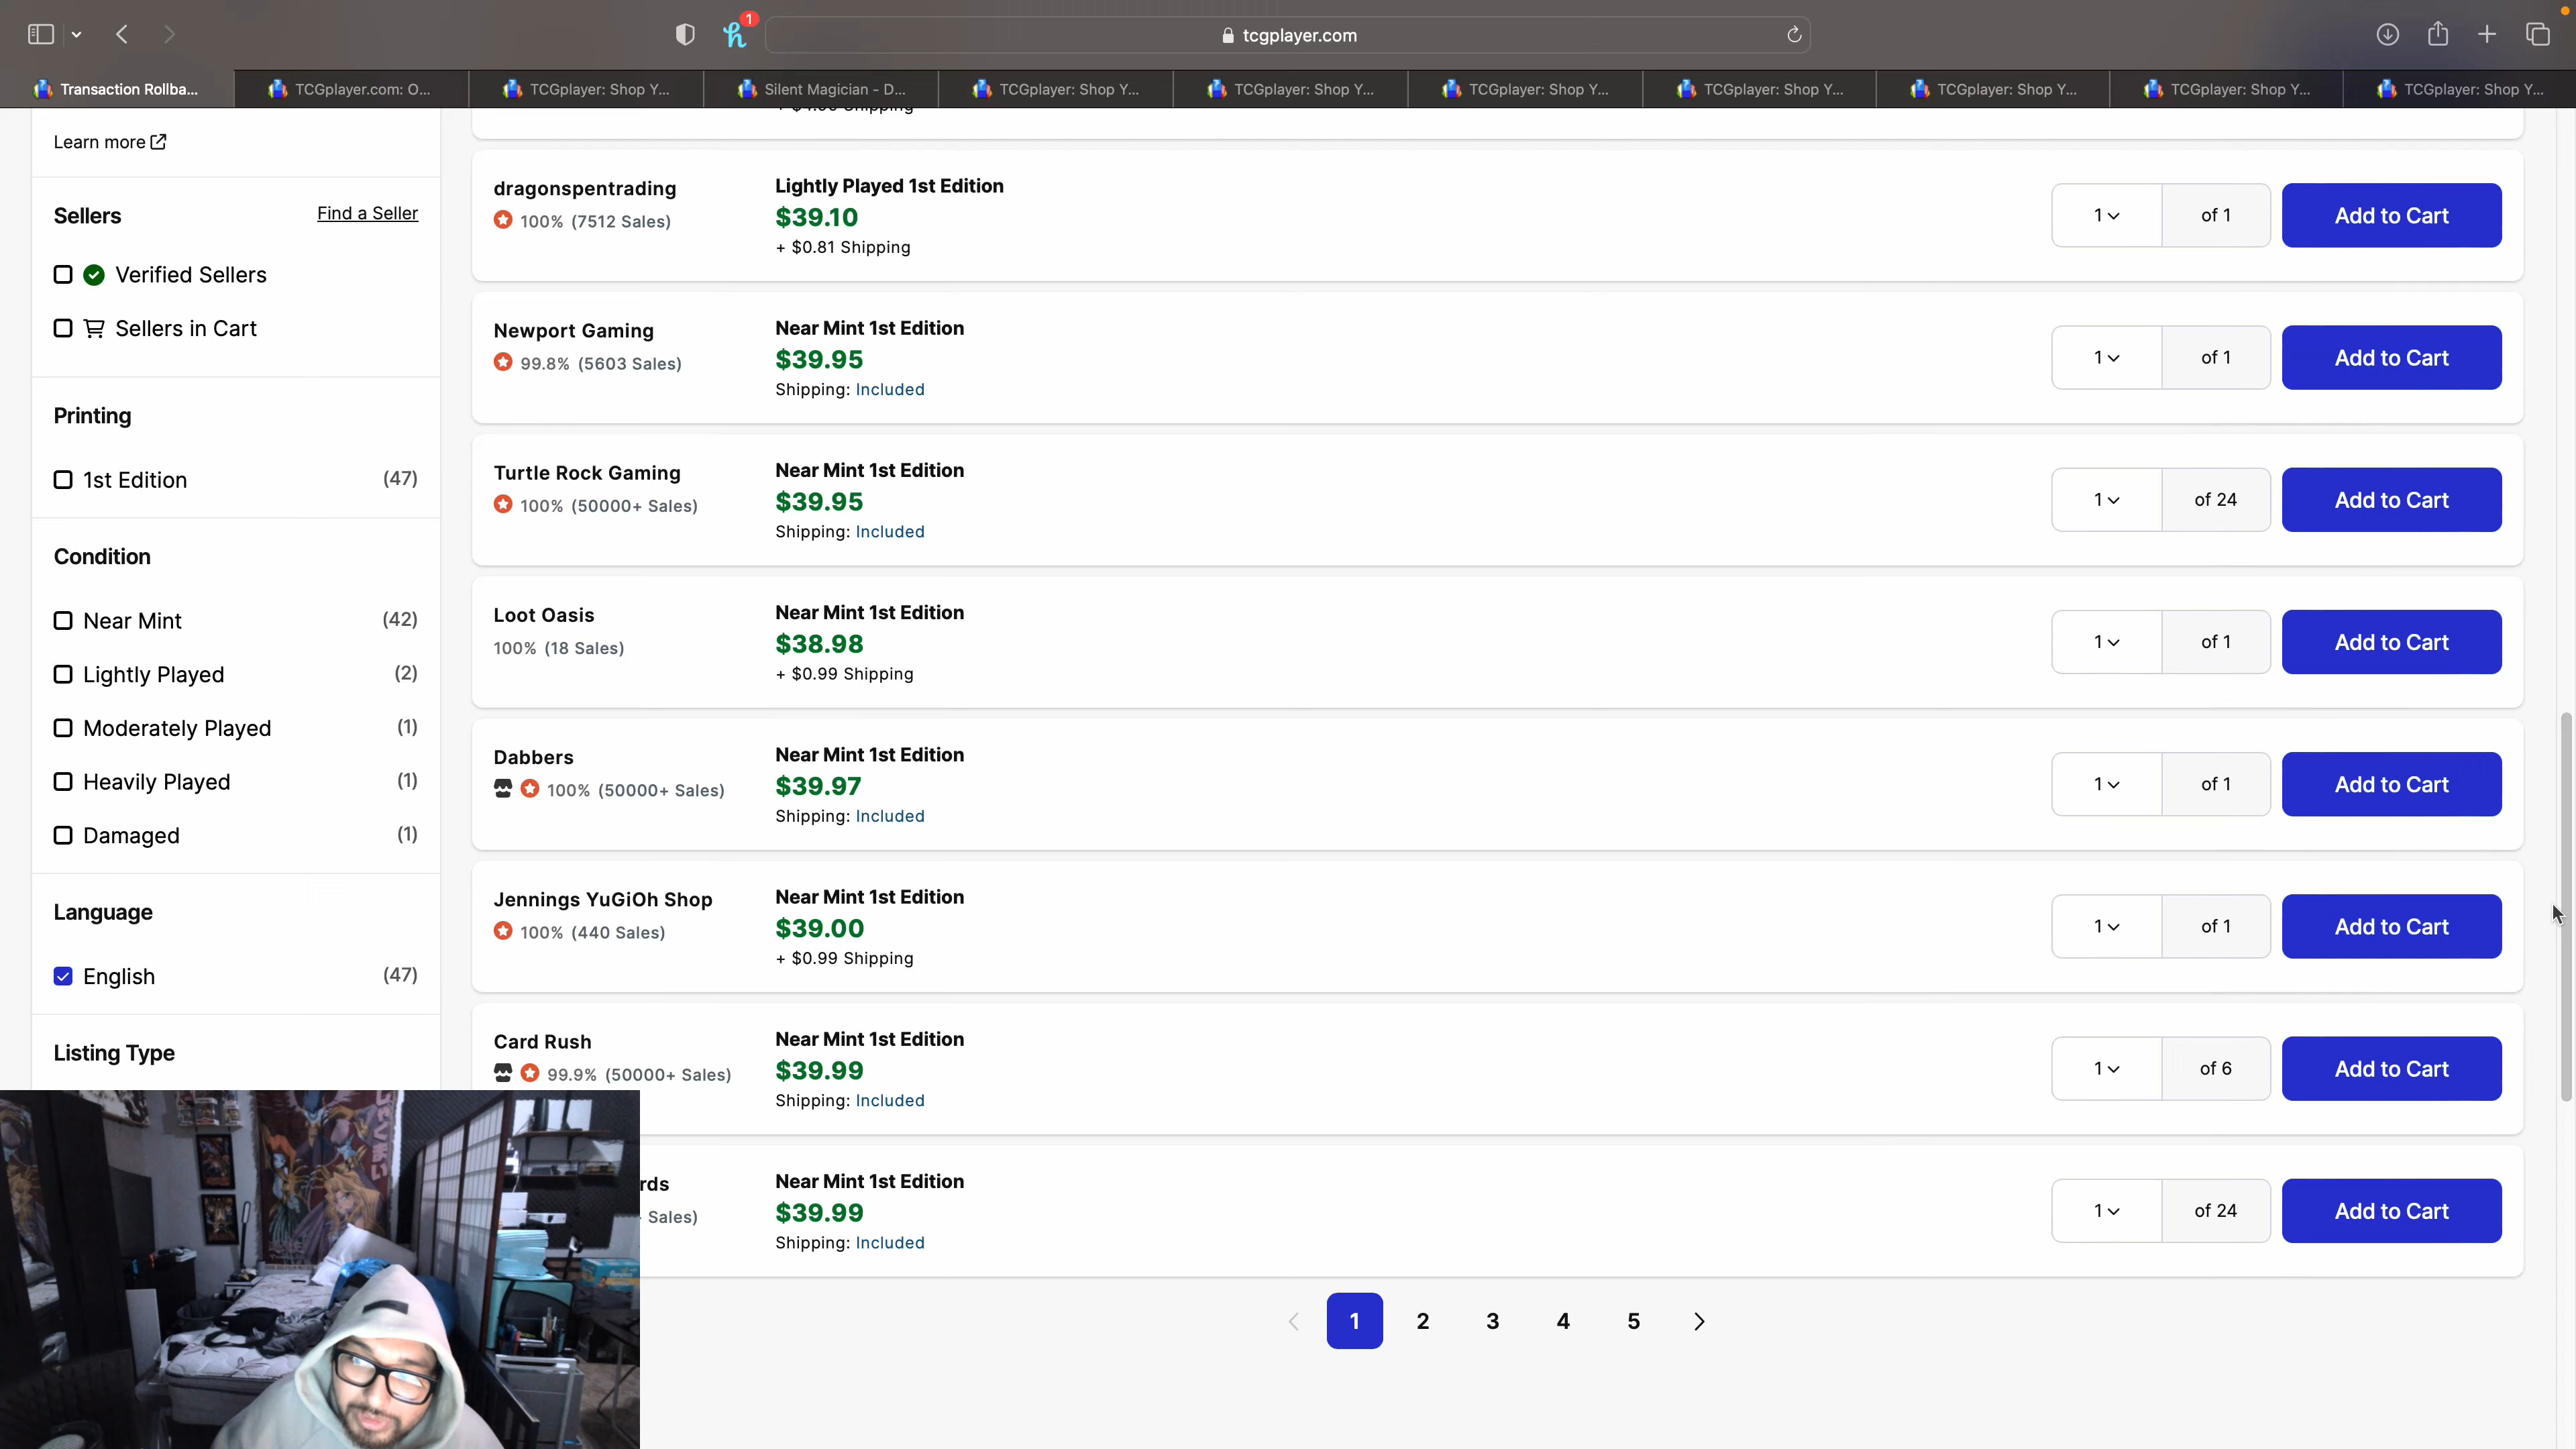 1
tcgplayer.com
Transaction Rollba...
TCGplayer.com: O...
TCGplayer: Shop Y...
Silent Magician - D...
TCGplayer: Shop Y...
TCGplayer: Shop Y...
TCGplayer: Shop Y...
TCGplayer: Shop Y...
TCGplayer: Shop Y...
TCGplayer: Shop Y...
TCGplayer: Shop Y...
Shipping
Learn more
Sellers
Find a Seller
Verified Sellers
Sellers in Cart
Printing
1st Edition (47)
Condition
Near Mint (42)
Lightly Played (2)
Moderately Played (1)
Heavily Played (1)
Damaged (1)
Language
English (47)
Listing Type
dragonspentrading
100% (7512 Sales)
Lightly Played 1st Edition
$39.10
+ $0.81 Shipping
1 of 1 Add to Cart
Newport Gaming
99.8% (5603 Sales)
Near Mint 1st Edition
$39.95
Shipping: Included
1 of 1 Add to Cart
Turtle Rock Gaming
100% (50000+ Sales)
Near Mint 1st Edition
$39.95
Shipping: Included
1 of 24 Add to Cart
Loot Oasis
100% (18 Sales)
Near Mint 1st Edition
$38.98
+ $0.99 Shipping
1 of 1 Add to Cart
Dabbers
100% (50000+ Sales)
Near Mint 1st Edition
$39.97
Shipping: Included
1 of 1 Add to Cart
Jennings YuGiOh Shop
100% (440 Sales)
Near Mint 1st Edition
$39.00
+ $0.99 Shipping
1 of 1 Add to Cart
Card Rush
99.9% (50000+ Sales)
Near Mint 1st Edition
$39.99
Shipping: Included
1 of 6 Add to Cart
rds
Sales)
Near Mint 1st Edition
$39.99
Shipping: Included
1 of 24 Add to Cart
1 2 3 4 5